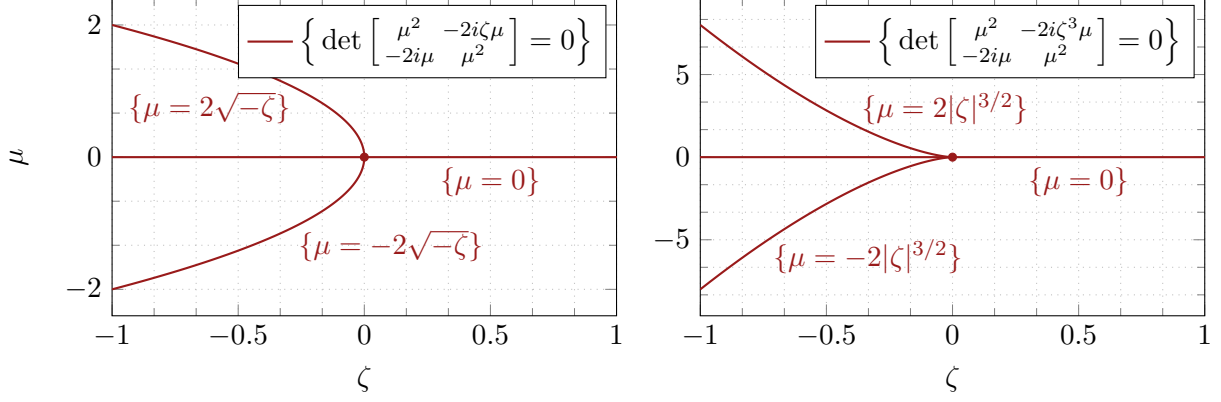 { det [ μ² −2iζμ
−2iμ μ² ] = 0}
{μ = 2√−ζ}
{μ = 0}
{μ = −2√−ζ}
2
0
−2
μ
−1 −0.5 0 0.5 1
ζ
{ det [ μ² −2iζ³μ
−2iμ μ² ] = 0}
{μ = 2|ζ|^{3/2}}
{μ = 0}
{μ = −2|ζ|^{3/2}}
5
0
−5
−1 −0.5 0 0.5 1
ζ